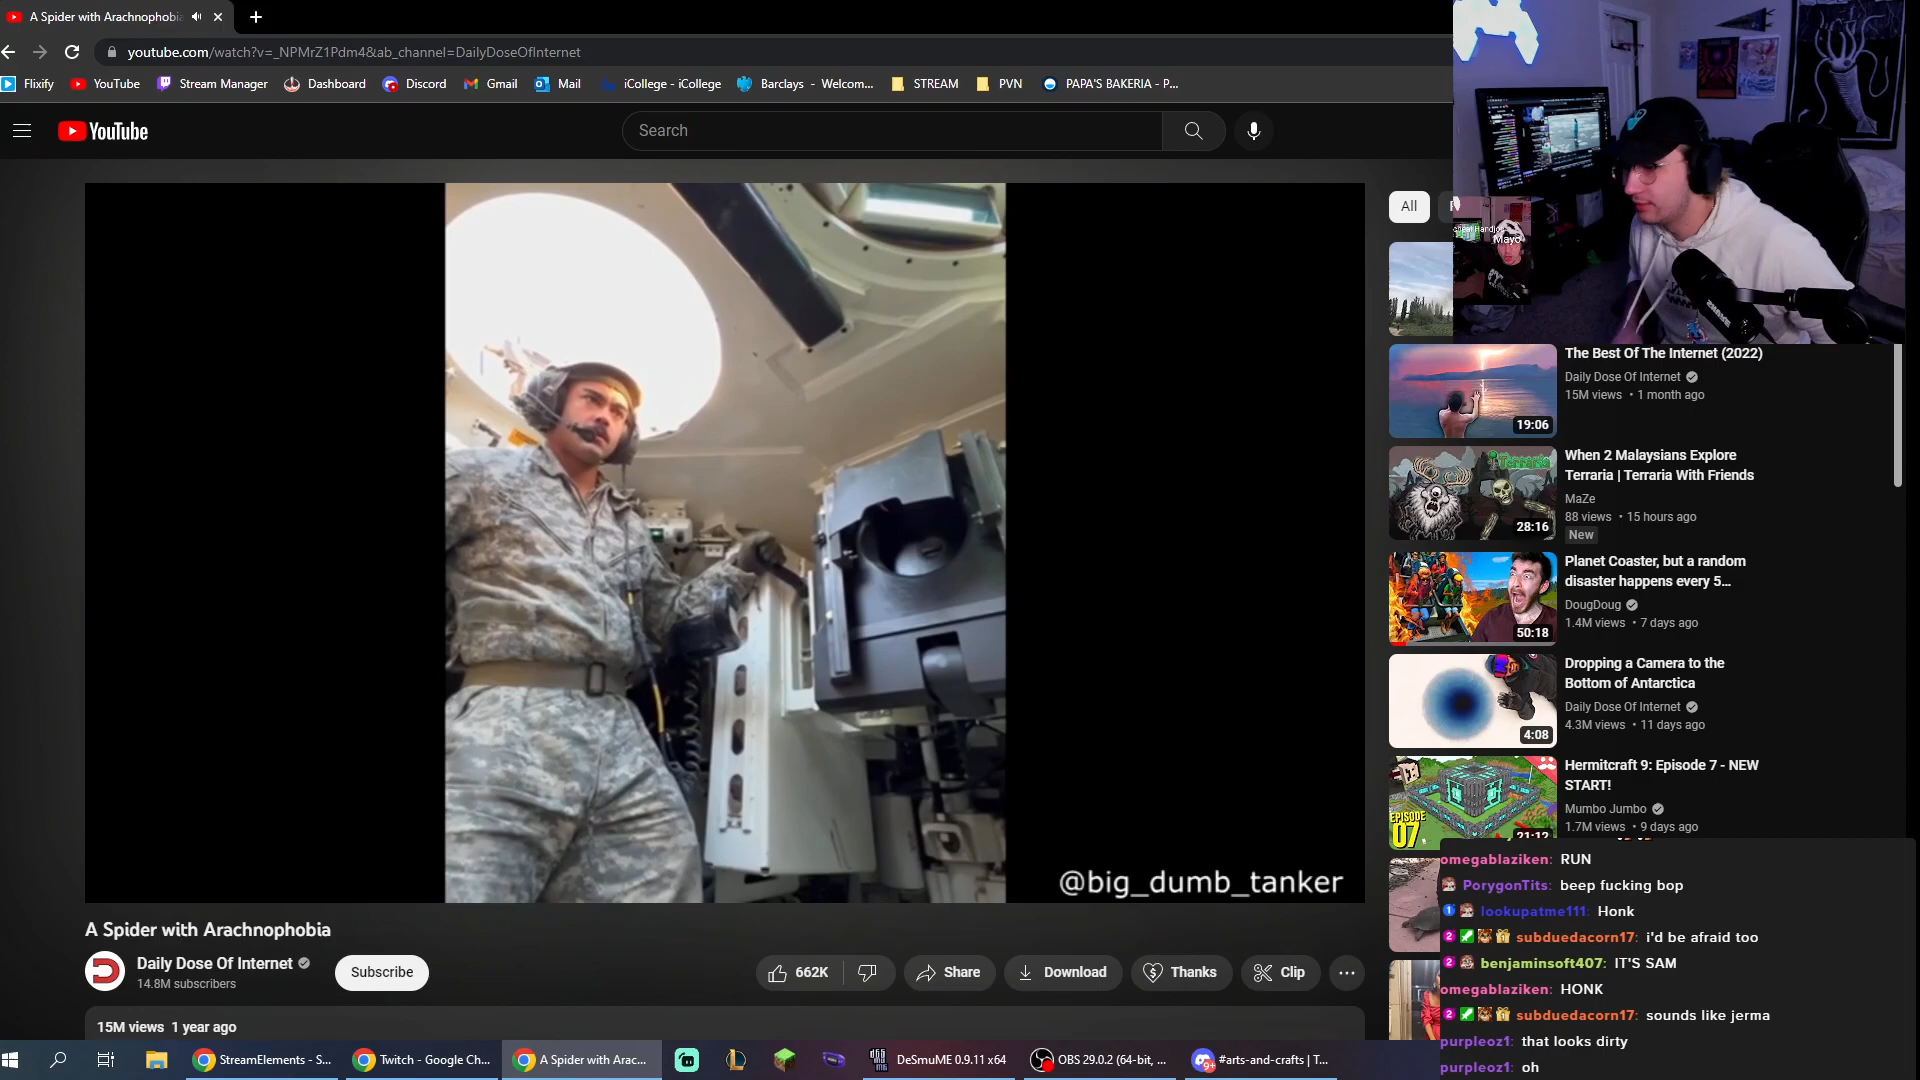 A Spider with Arachnophobia
youtube.com/watch?v=_NPMrZ1Pdm4&ab_channel=DailyDoseOfInternet
Flixify
YouTube
Stream Manager
Dashboard
Discord
Gmail
Mail
iCollege - iCollege
Barclays - Welcom...
STREAM
PVN
PAPA'S BAKERIA - P...
YouTube
Search
All
Mayo
@big_dumb_tanker
The Best Of The Internet (2022)
Daily Dose Of Internet
15M views • 1 month ago
19:06
When 2 Malaysians Explore
Terraria | Terraria With Friends
MaZe
88 views • 15 hours ago
New
Terraria
28:16
Planet Coaster, but a random
disaster happens every 5...
DougDoug
1.4M views • 7 days ago
50:18
Dropping a Camera to the
Bottom of Antarctica
Daily Dose Of Internet
4.3M views • 11 days ago
4:08
Hermitcraft 9: Episode 7 - NEW
START!
Mumbo Jumbo
1.7M views • 9 days ago
EPISODE
07
21:12
A Spider with Arachnophobia
Daily Dose Of Internet
14.8M subscribers
Subscribe
662K
Share
Download
Thanks
Clip
15M views 1 year ago
omegablaziken: RUN
PorygonTits: beep fucking bop
lookupatme111: Honk
subduedacorn17: i'd be afraid too
benjaminsoft407: IT'S SAM
omegablaziken: HONK
subduedacorn17: sounds like jerma
purpleoz1: that looks dirty
purpleoz1: oh
StreamElements - S...
Twitch - Google Ch...
A Spider with Arac...
DeSmuME 0.9.11 x64
OBS 29.0.2 (64-bit, ...
#arts-and-crafts | T...